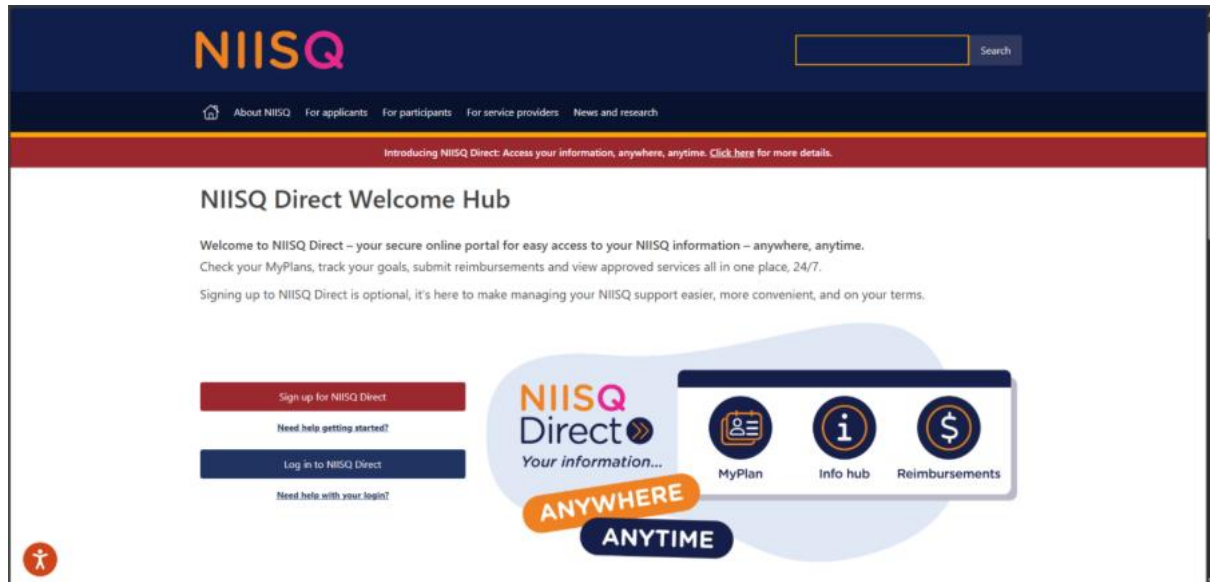 NIISQ
Search
About NIISQ For applicants For participants For service providers News and research
Introducing NIISQ Direct: Access your information, anywhere, anytime. Click here for more details.
NIISQ Direct Welcome Hub
Welcome to NIISQ Direct – your secure online portal for easy access to your NIISQ information – anywhere, anytime.
Check your MyPlans, track your goals, submit reimbursements and view approved services all in one place, 24/7.
Signing up to NIISQ Direct is optional, it's here to make managing your NIISQ support easier, more convenient, and on your terms.
Sign up for NIISQ Direct
Need help getting started?
Log in to NIISQ Direct
Need help with your login?
NIISQ
Direct
Your information...
ANYWHERE
ANYTIME
MyPlan Info hub Reimbursements